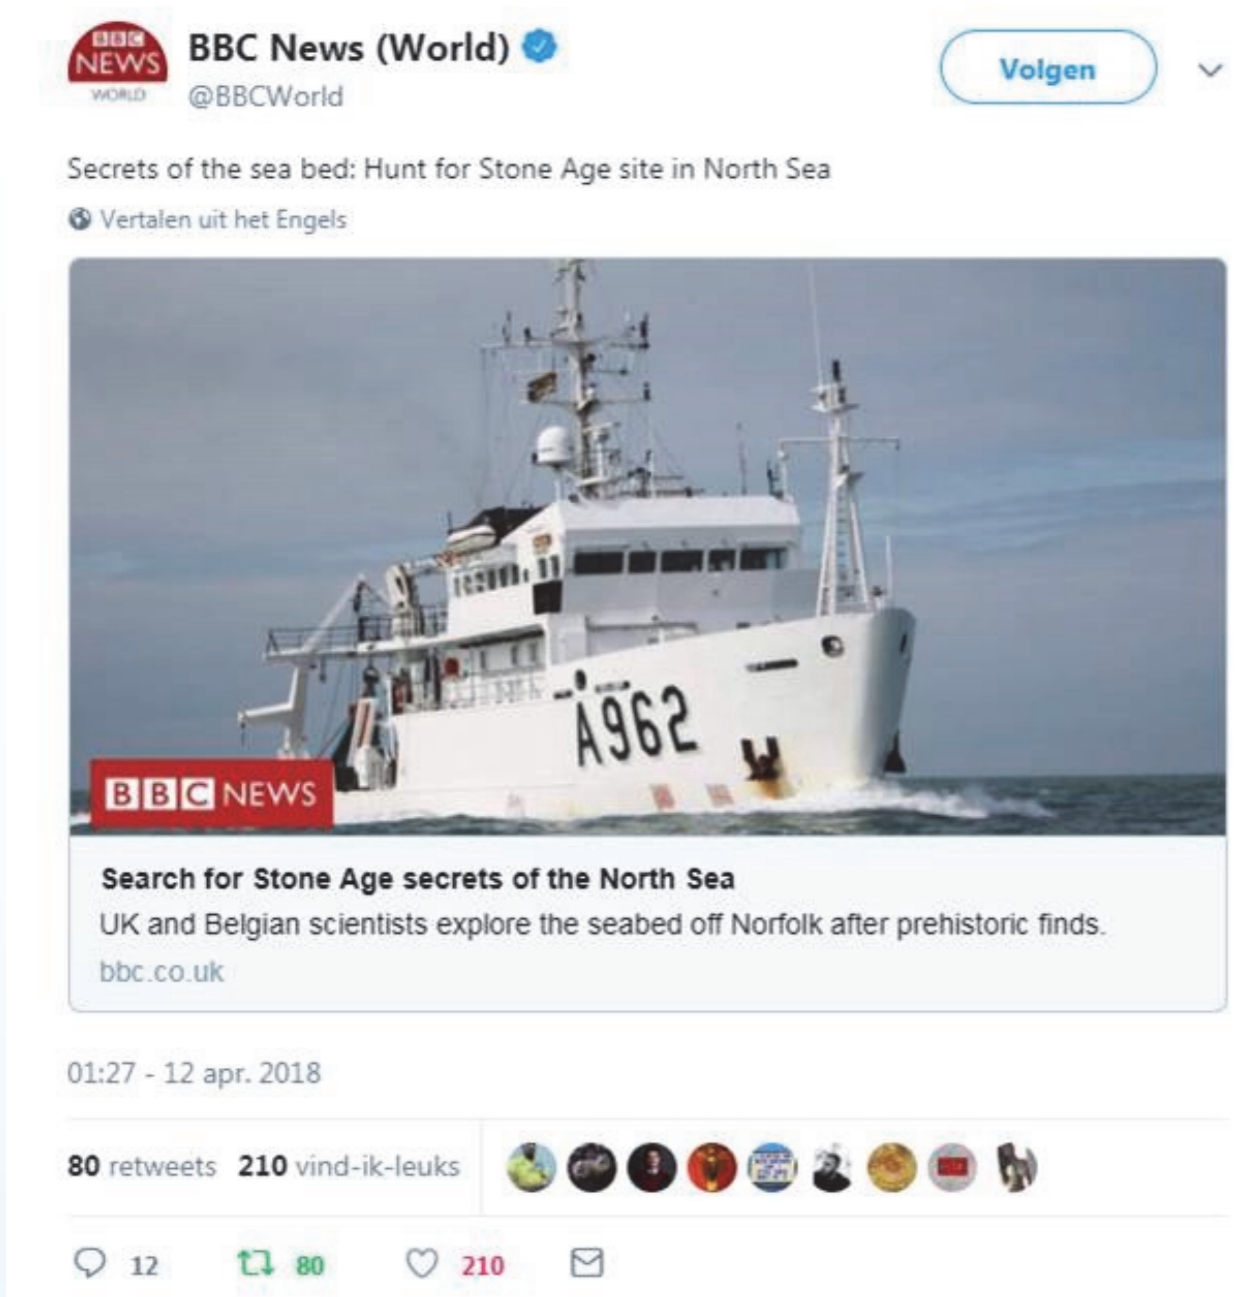 BBC
NEWS
WORLD
BBC News (World)
@BBCWorld
Volgen
Secrets of the sea bed: Hunt for Stone Age site in North Sea
Vertalen uit het Engels
A962
BBC NEWS
Search for Stone Age secrets of the North Sea
UK and Belgian scientists explore the seabed off Norfolk after prehistoric finds.
bbc.co.uk
01:27 - 12 apr. 2018
80 retweets 210 vind-ik-leuks
12 80 210